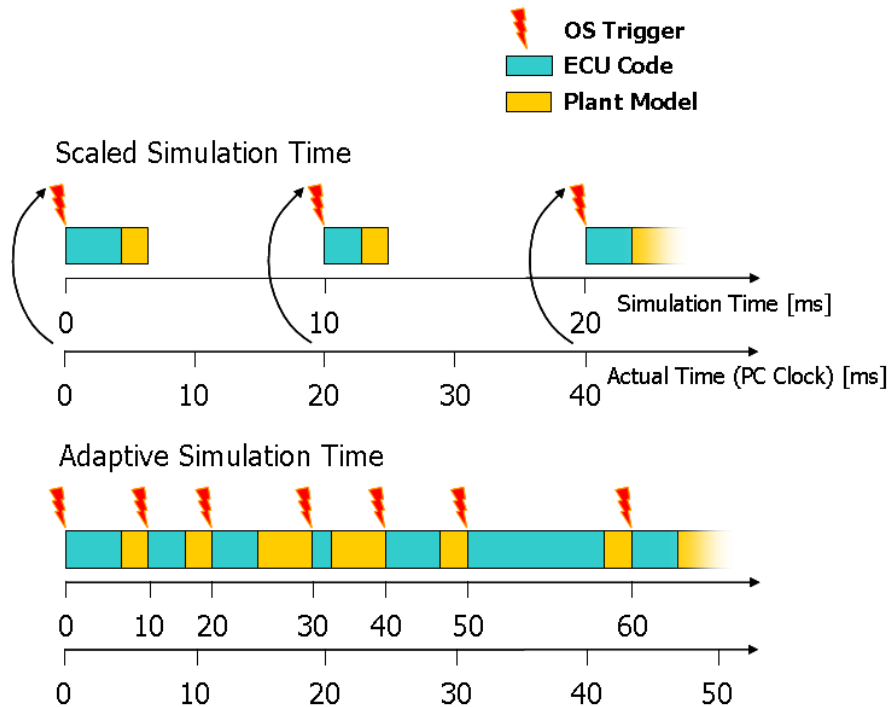 OS Trigger
ECU Code
Plant Model
Scaled Simulation Time
0 10 20
Simulation Time [ms]
0 10 20 30 40
Actual Time (PC Clock) [ms]
Adaptive Simulation Time
0 10 20 30 40 50 60
0 10 20 30 40 50